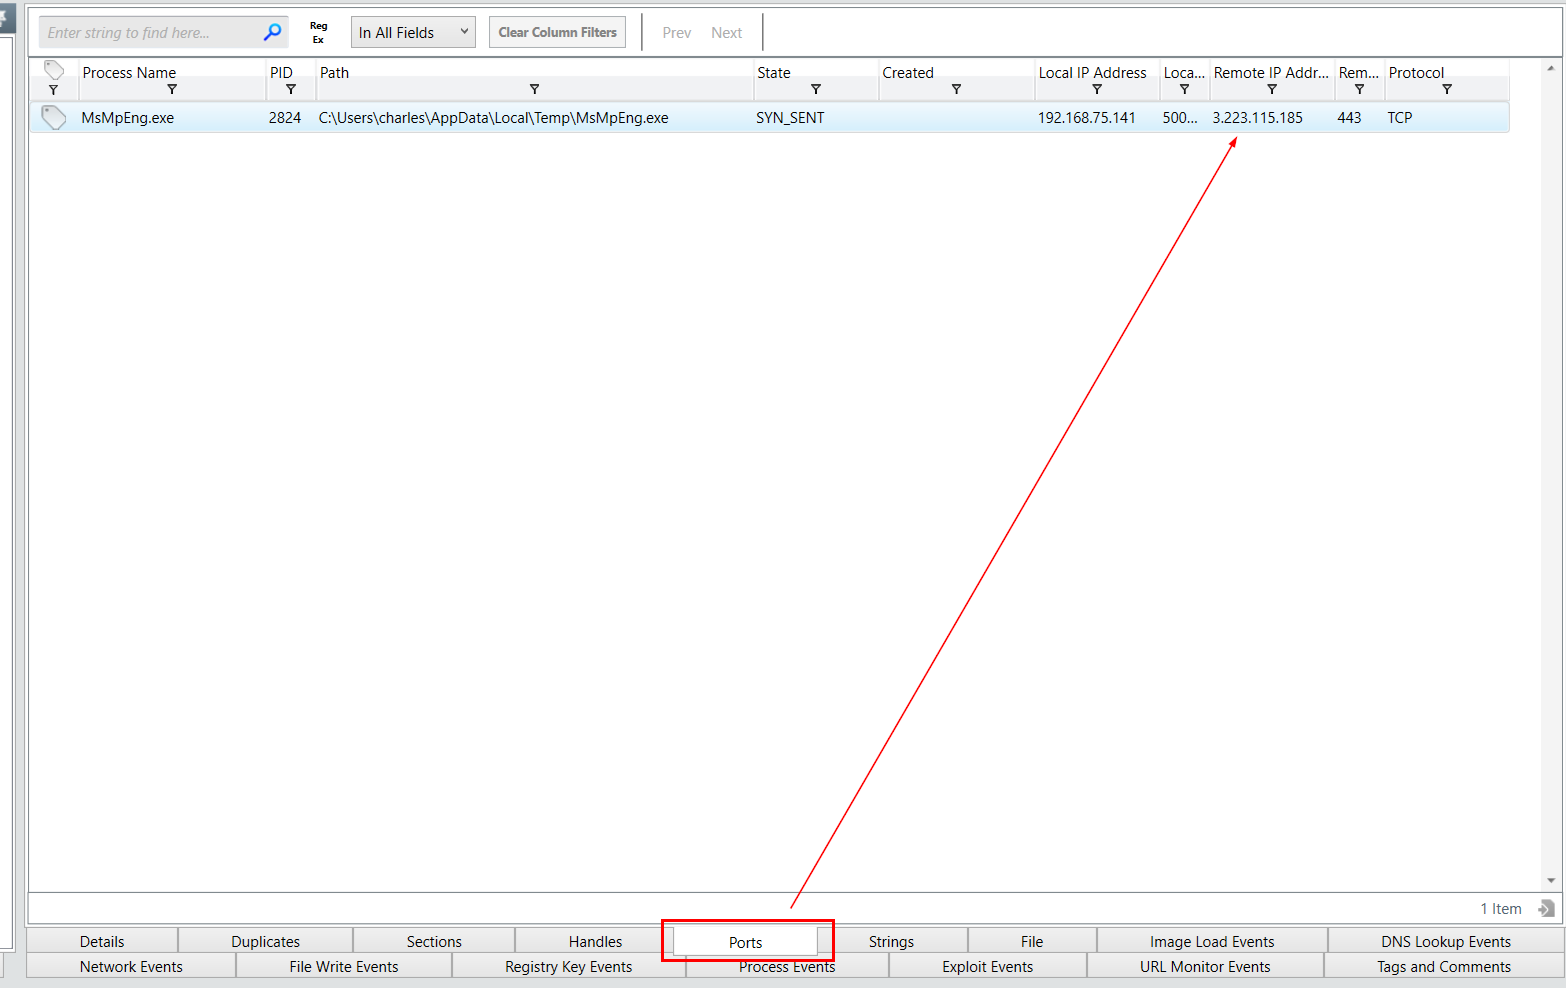 Enter string to find here...
Reg
Ex
In All Fields
Clear Column Filters
Prev
Next
Process Name
PID
Path
State
Created
Local IP Address
Loca...
Remote IP Addr...
Rem...
Protocol
MsMpEng.exe
2824
C:\Users\charles\AppData\Local\Temp\MsMpEng.exe
SYN_SENT
192.168.75.141
500...
3.223.115.185
443
TCP
1 Item
Details
Duplicates
Sections
Handles
Ports
Strings
File
Image Load Events
DNS Lookup Events
Network Events
File Write Events
Registry Key Events
Process Events
Exploit Events
URL Monitor Events
Tags and Comments